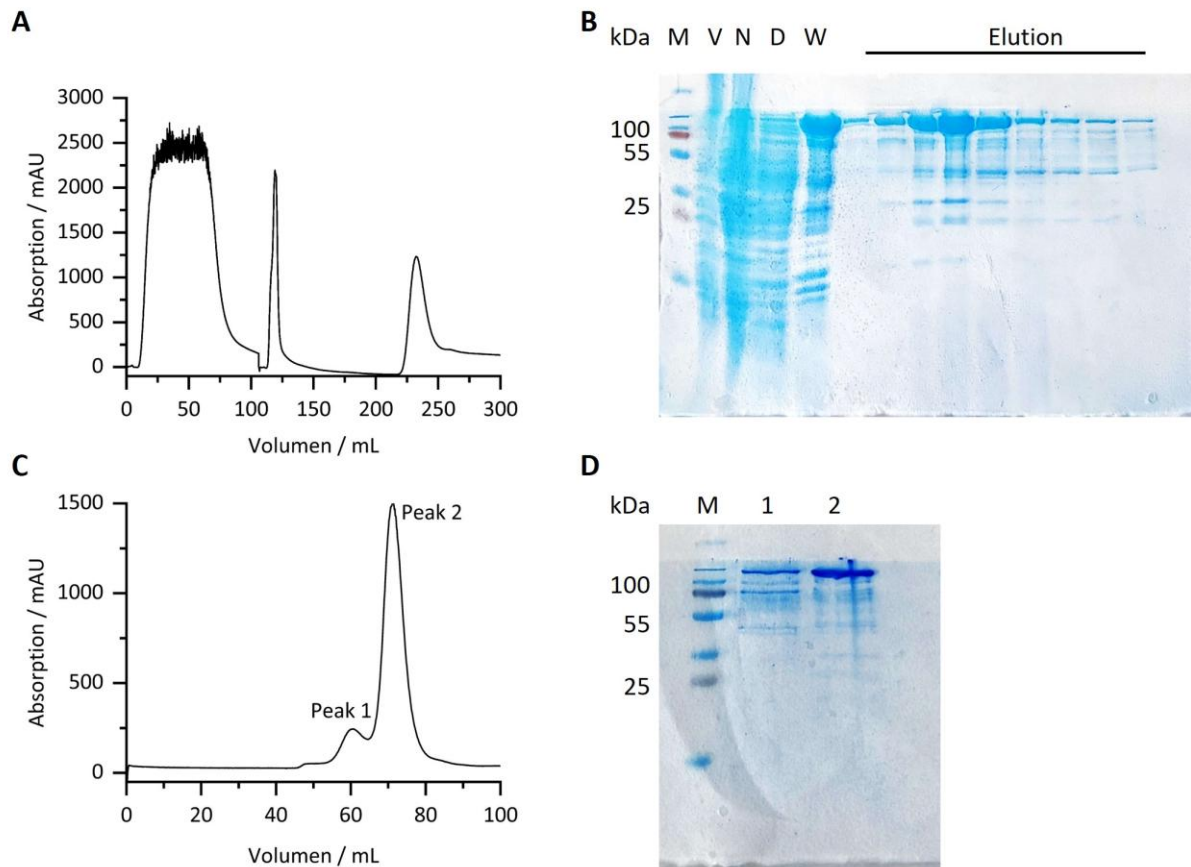 A
Absorption / mAU
3000
2500
2000
1500
1000
500
0
0 50 100 150 200 250 300
Volumen / mL
B
kDa M V N D W Elution
100
55
25
C
Absorption / mAU
1500
1000
500
0
Peak 1
Peak 2
0 20 40 60 80 100
Volumen / mL
D
kDa M 1 2
100
55
25